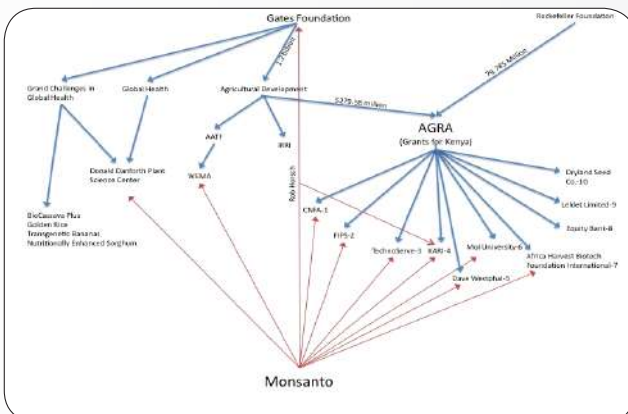 Gates Foundation
Rockefeller Foundation
Grand Challenges in
Global Health
Global Health
Agricultural Development
AGRA
(Grants for Kenya)
AATF
IRRI
Donald Danforth Plant
Science Center
WEMA
Rob Horsch
Dryland Seed
Co.-10
Leldet Limited-9
Equity Bank-8
BioCassava Plus
Golden Rice
Transgenetic Bananas
Nutritionally Enhanced Sorghum
CNFA-1
FIPS-2
TechnoServe-3
KARI-4
Moi University-6
Africa Harvest Biotech
Foundation International-7
Dave Westphal-5
Monsanto